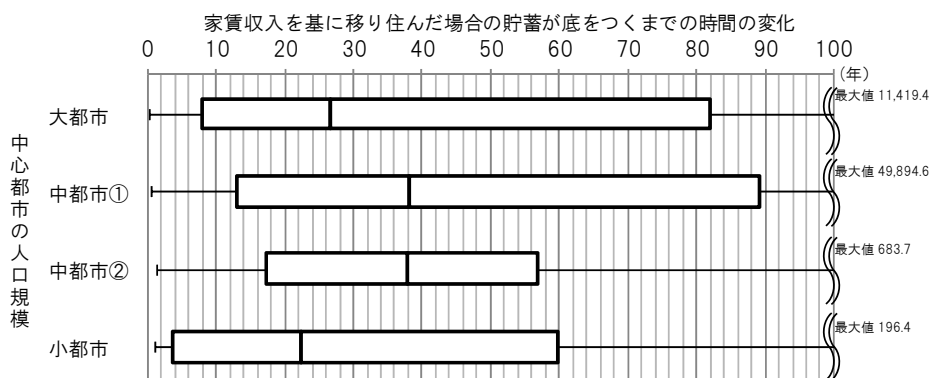 家賃収入を基に移り住んだ場合の貯蓄が底をつくまでの時間の変化
0 10 20 30 40 50 60 70 80 90 100
(年)
中心都市の人口規模
大都市
最大値 11,419.4
中都市①
最大値 49,894.6
中都市②
最大値 683.7
小都市
最大値 196.4